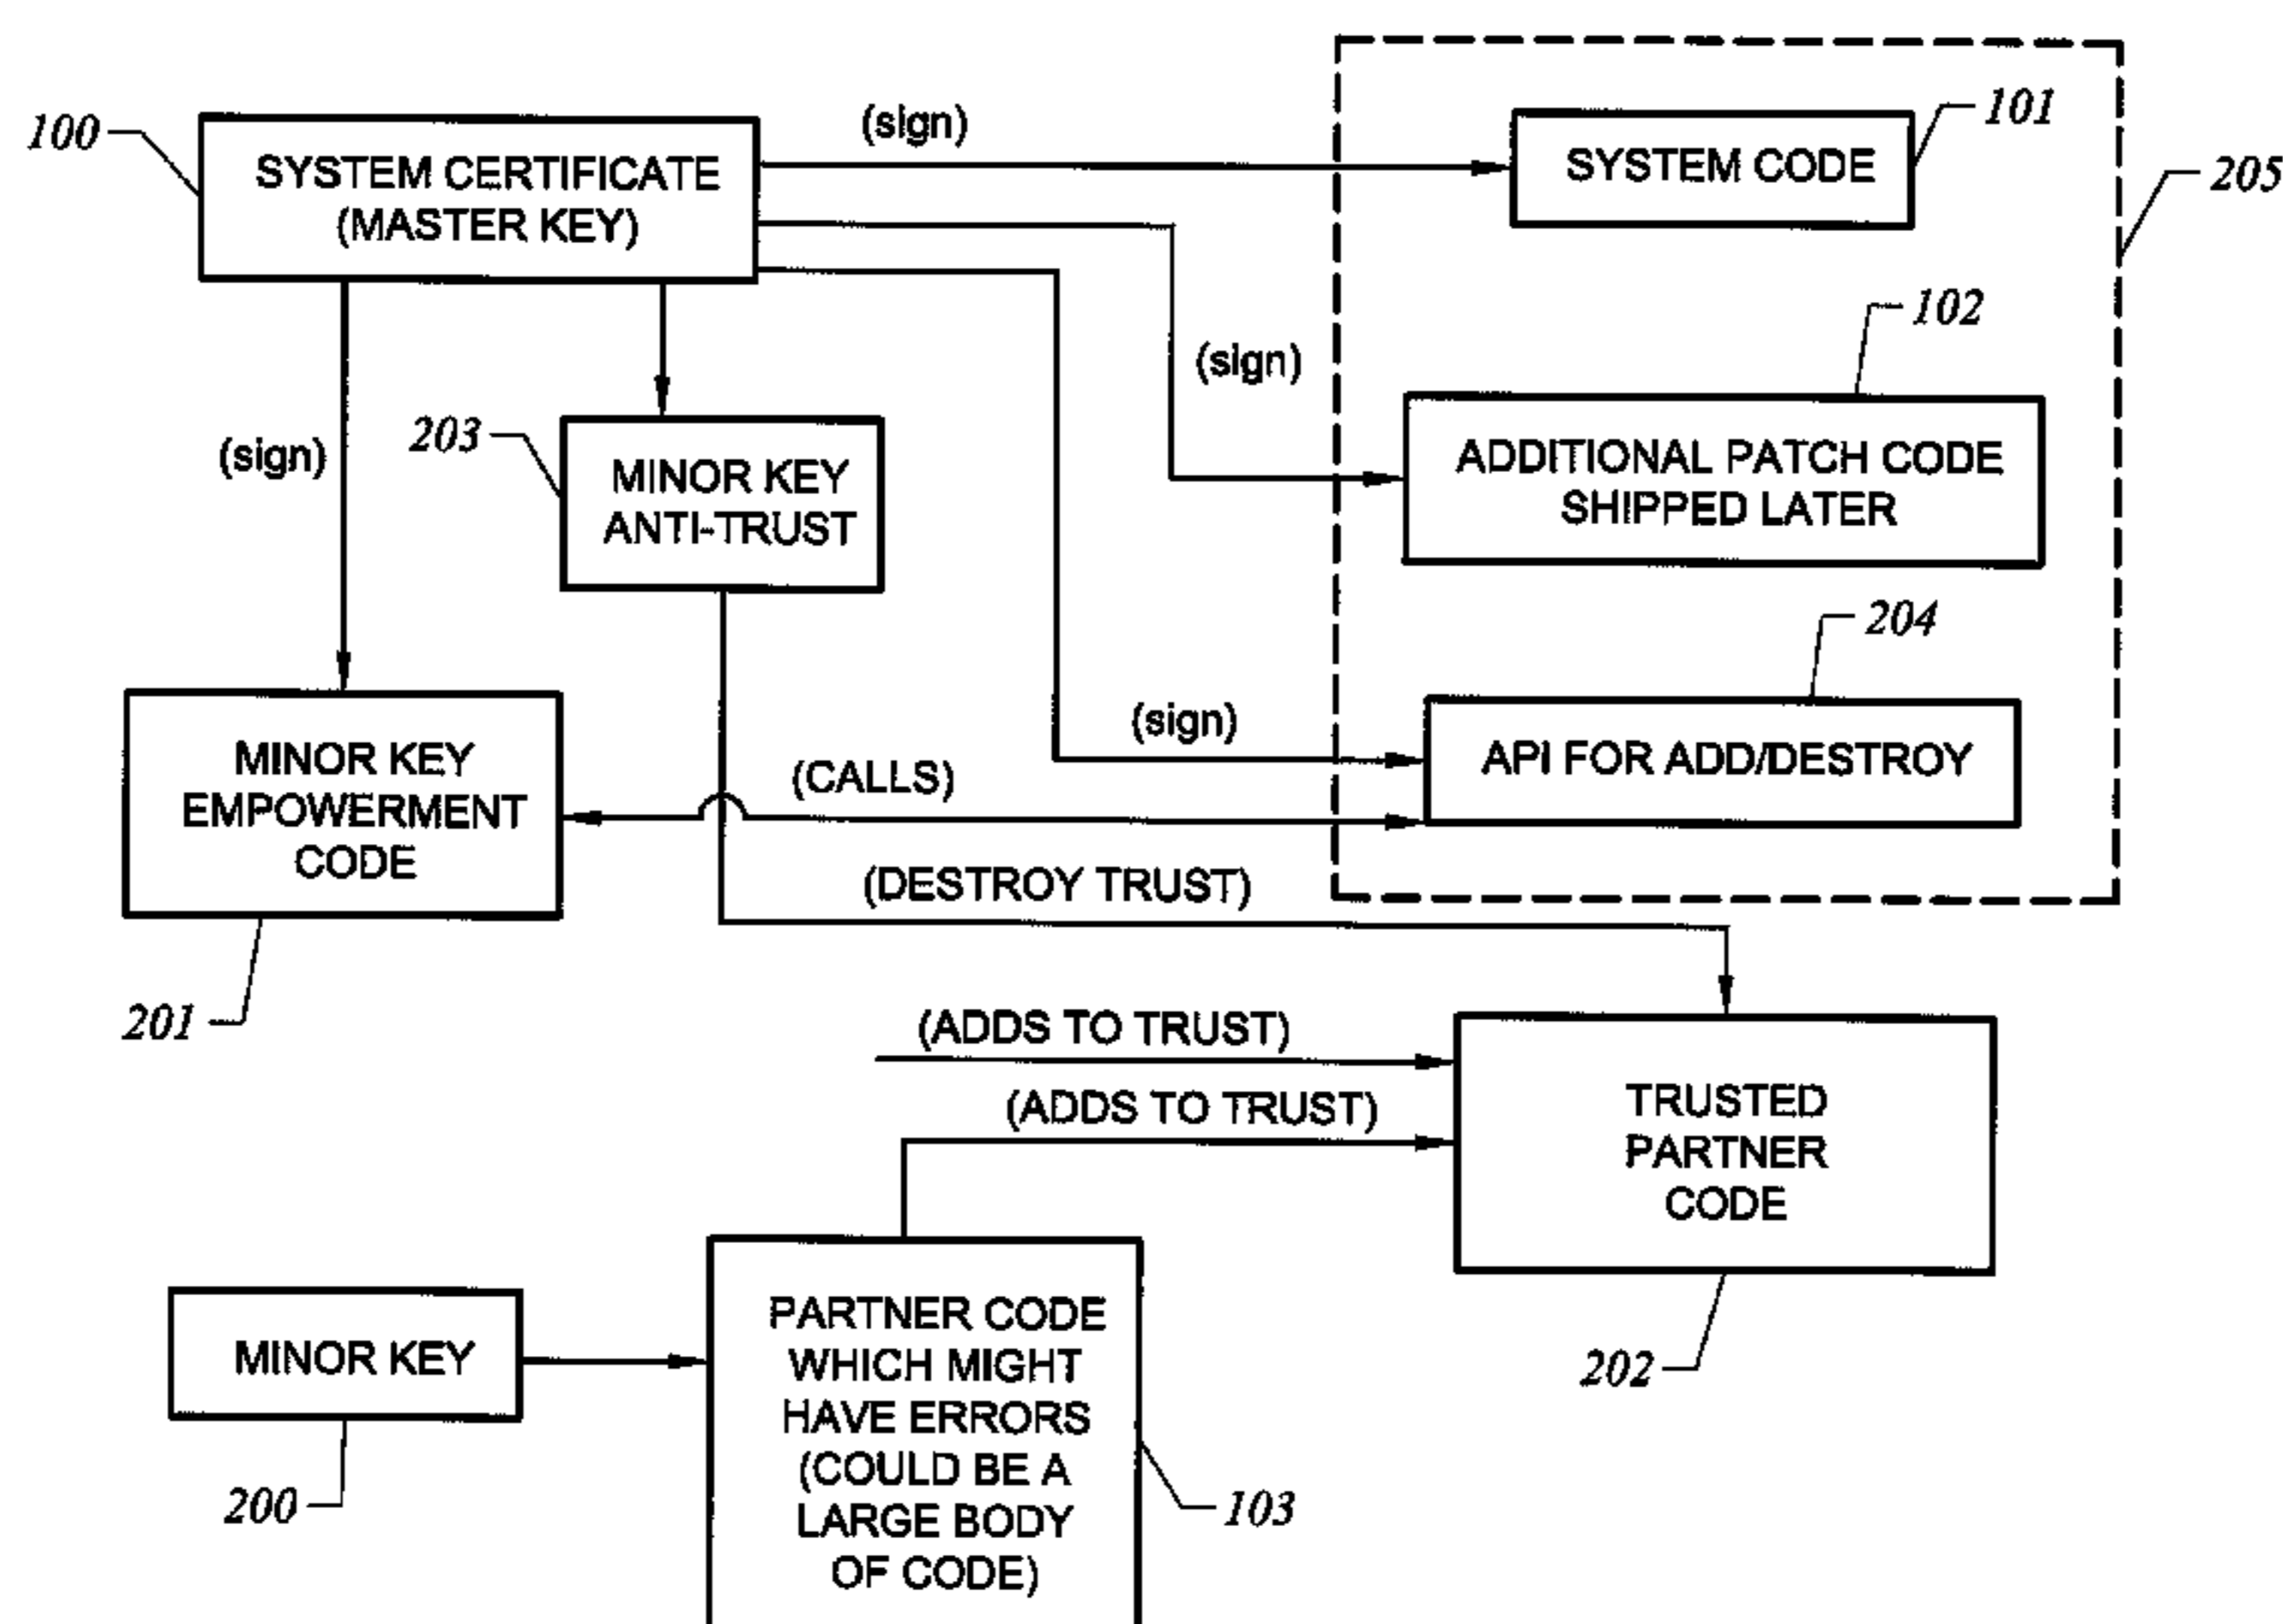 100
SYSTEM CERTIFICATE
(MASTER KEY)
(sign)
SYSTEM CODE
101
205
102
(sign)
ADDITIONAL PATCH CODE
SHIPPED LATER
(sign)
203
MINOR KEY
ANTI-TRUST
204
(sign)
API FOR ADD/DESTROY
MINOR KEY
EMPOWERMENT
CODE
(CALLS)
(DESTROY TRUST)
201
(ADDS TO TRUST)
(ADDS TO TRUST)
TRUSTED
PARTNER
CODE
202
MINOR KEY
200
PARTNER CODE
WHICH MIGHT
HAVE ERRORS
(COULD BE A
LARGE BODY
OF CODE)
103